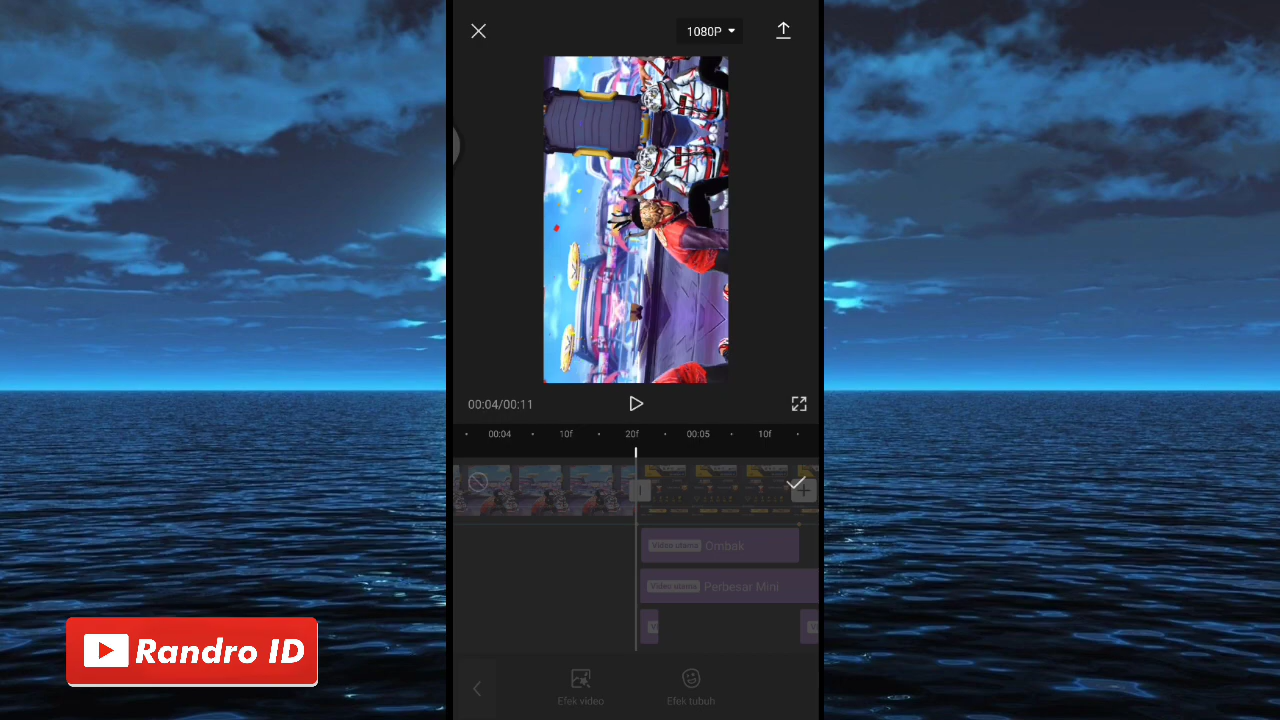 1080P
00:04/00:11
00:04
10f
20f
00:05
10f
Video utama Ombak
Video utama Perbesar Mini
Randro ID
Efek video
Efek tubuh